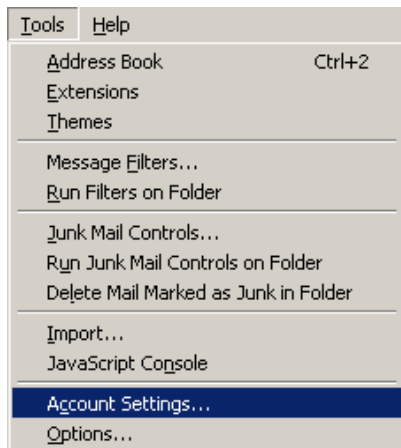 Tools Help
Address Book Ctrl+2
Extensions
Themes
Message Filters...
Run Filters on Folder
Junk Mail Controls...
Run Junk Mail Controls on Folder
Delete Mail Marked as Junk in Folder
Import...
JavaScript Console
Account Settings...
Options...